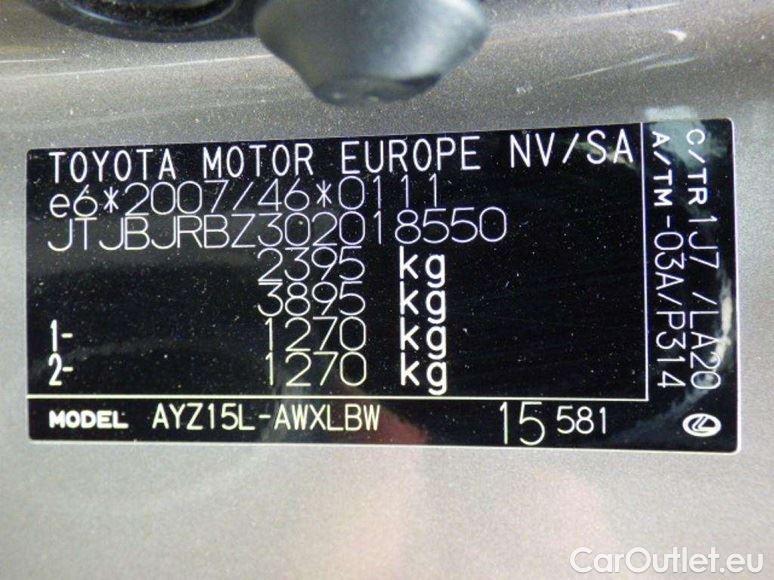 TOYOTA MOTOR EUROPE NV/SA
e6*2007/46*0111
JTJBJRBZ302018550
2395 kg
3895 kg
1- 1270 kg
2- 1270 kg
MODEL AYZ15L-AWXLBW 15 581
C/TR 1J7 /LA20
A/TM -03A/P314
CarOutlet.eu